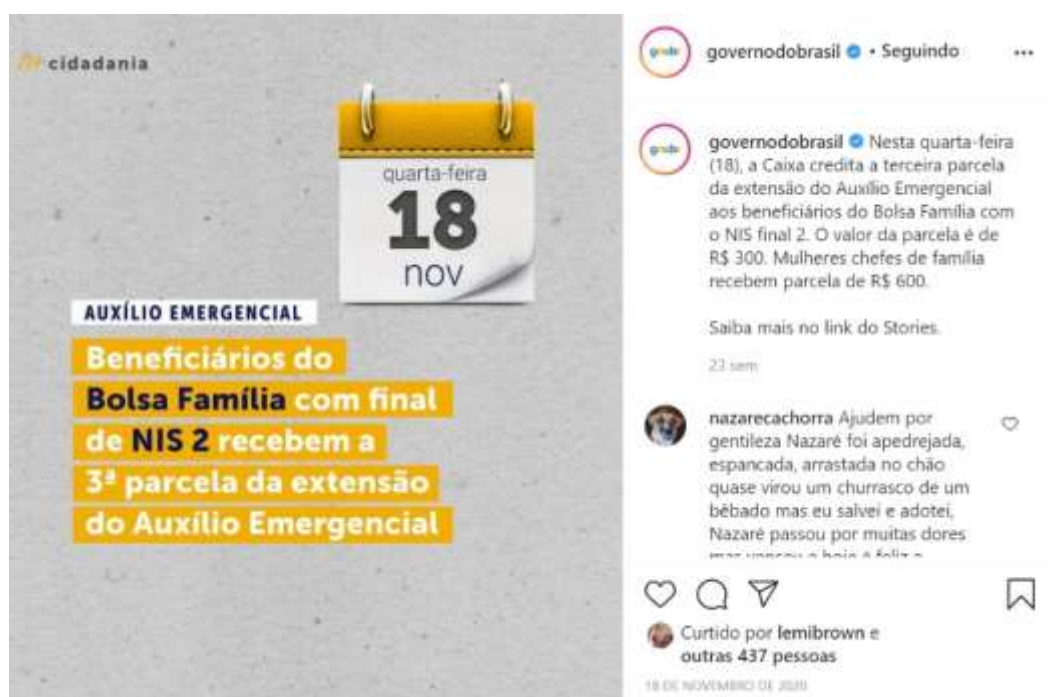 cidadania
quarta-feira
18
nov
AUXÍLIO EMERGENCIAL
Beneficiários do
Bolsa Família com final
de NIS 2 recebem a
3ª parcela da extensão
do Auxílio Emergencial
governodobrasil • Seguindo
governodobrasil Nesta quarta-feira
(18), a Caixa credita a terceira parcela
da extensão do Auxílio Emergencial
aos beneficiários do Bolsa Família com
o NIS final 2. O valor da parcela é de
R$ 300. Mulheres chefes de família
recebem parcela de R$ 600.
Saiba mais no link do Stories.
23 sem
nazarecachorra Ajudem por
gentileza Nazaré foi apedrejada,
espancada, arrastada no chão
quase virou um churrasco de um
bêbado mas eu salvei e adotei,
Nazaré passou por muitas dores
mas venceu e hoje é feliz e
Curtido por lemibrown e
outras 437 pessoas
18 DE NOVEMBRO DE 2020